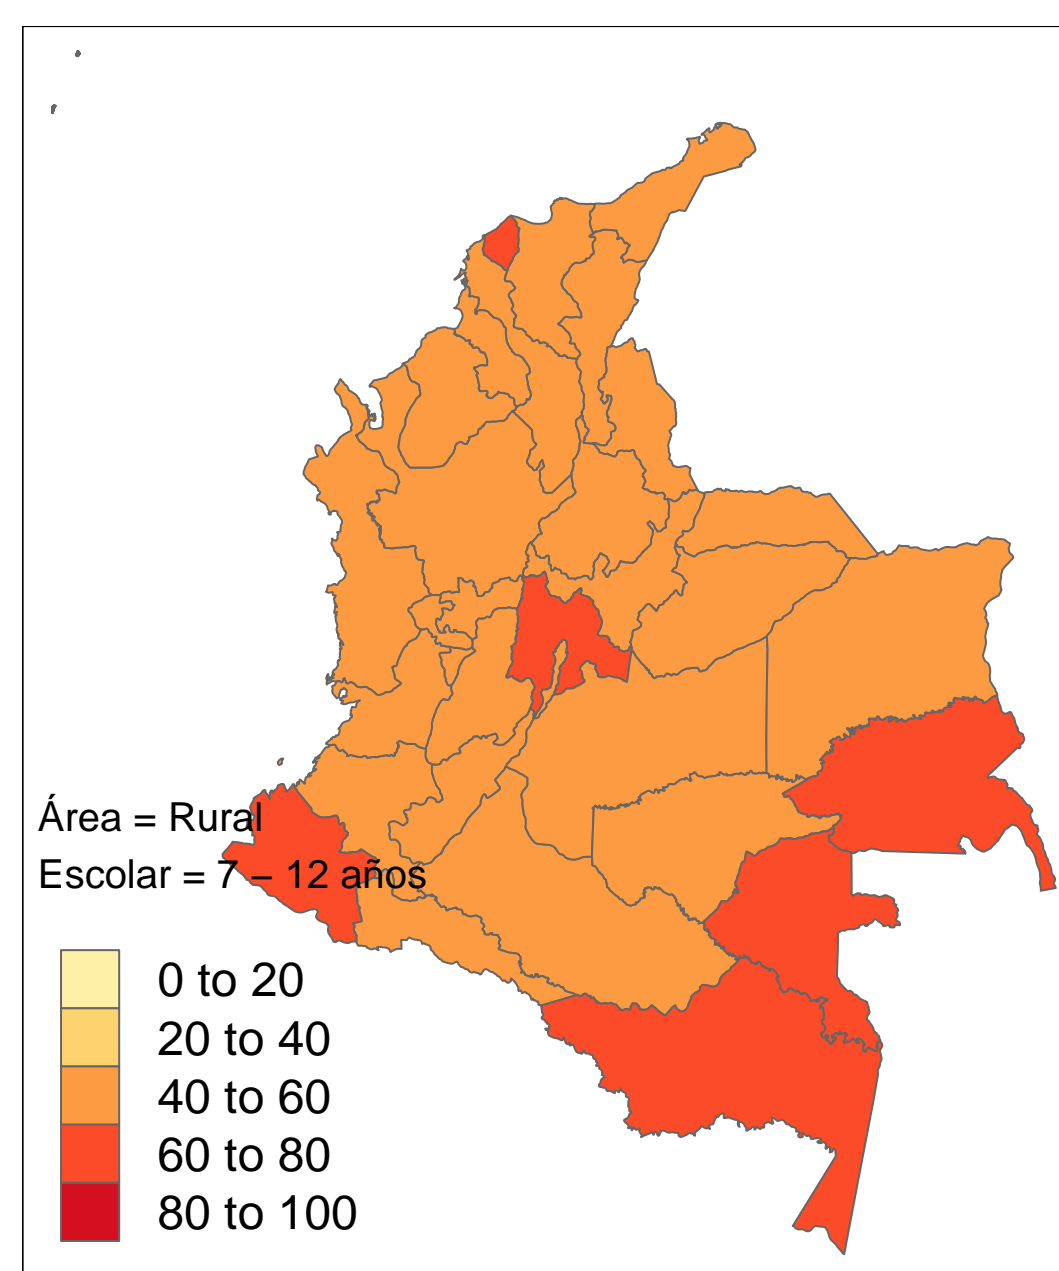 Área = Rural
Escolar = 7 – 12 años
0 to 20
20 to 40
40 to 60
60 to 80
80 to 100